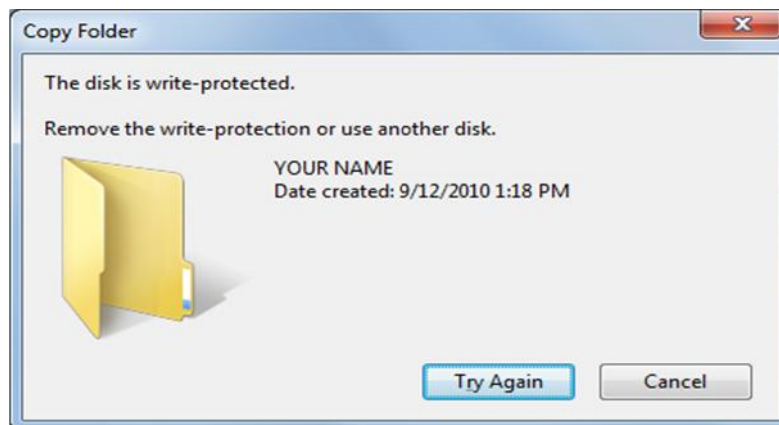 Copy Folder
The disk is write-protected.
Remove the write-protection or use another disk.
YOUR NAME
Date created: 9/12/2010 1:18 PM
Try Again
Cancel